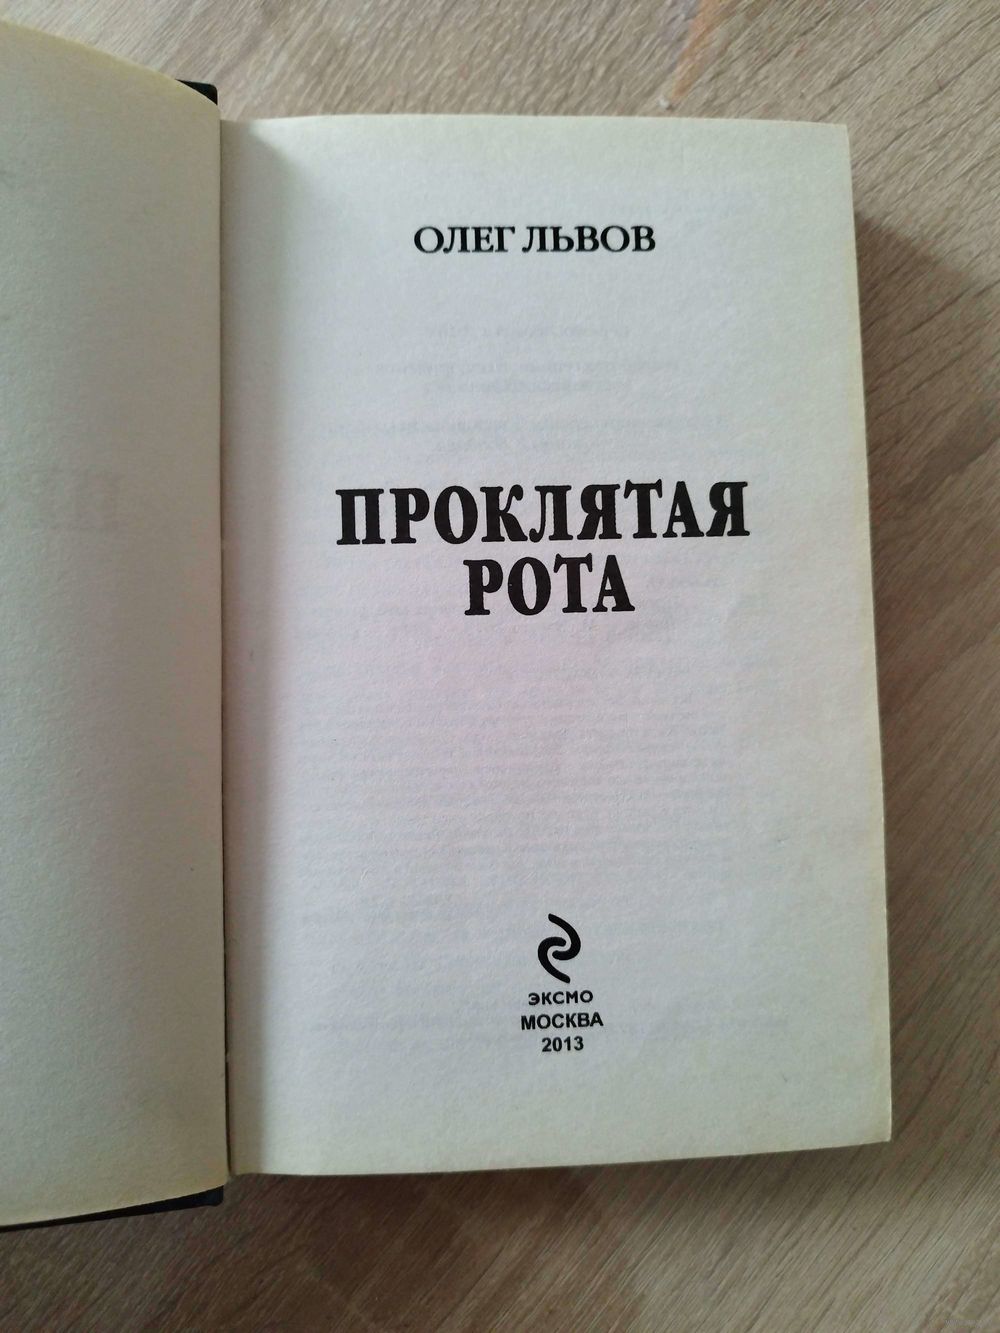 ОЛЕГ ЛЬВОВ
ПРОКЛЯТАЯ
РОТА
ЭКСМО
МОСКВА
2013